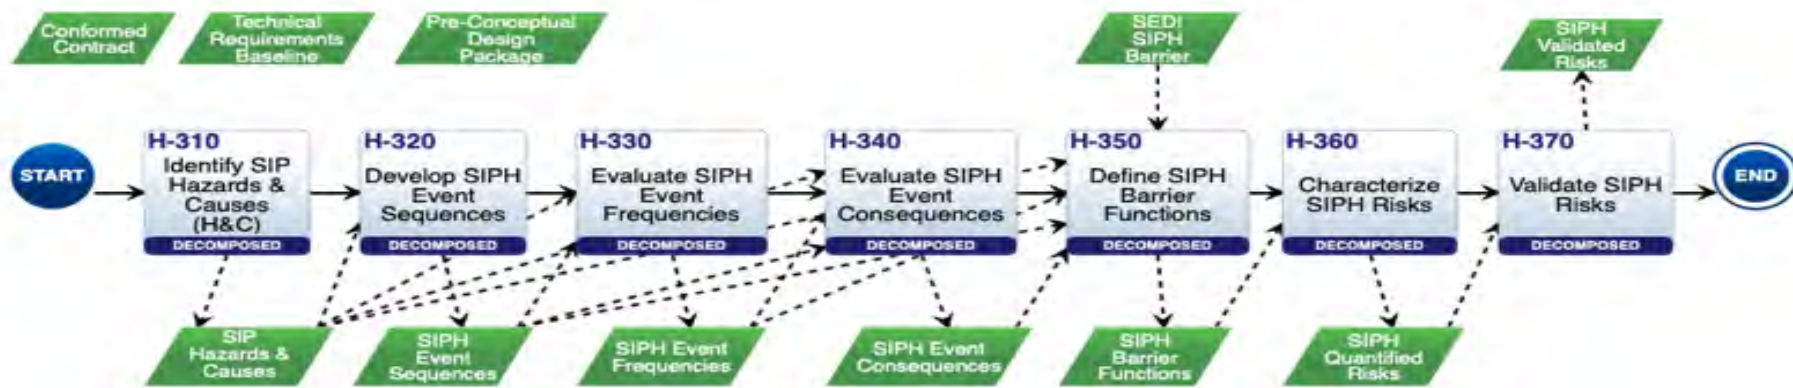 Conformed
Contract
Technical
Requirements
Baseline
Pre-Conceptual
Design
Package
SEDI
SIPH
Barrier
SIPH
Validated
Risks
START
H-310
Identify SIP
Hazards &
Causes
(H&C)
DECOMPOSED
H-320
Develop SIPH
Event
Sequences
DECOMPOSED
H-330
Evaluate SIPH
Event
Frequencies
DECOMPOSED
H-340
Evaluate SIPH
Event
Consequences
DECOMPOSED
H-350
Define SIPH
Barrier
Functions
DECOMPOSED
H-360
Characterize
SIPH Risks
DECOMPOSED
H-370
Validate SIPH
Risks
DECOMPOSED
END
SIP
Hazards &
Causes
SIPH
Event
Sequences
SIPH Event
Frequencies
SIPH Event
Consequences
SIPH
Barrier
Functions
SIPH
Quantified
Risks